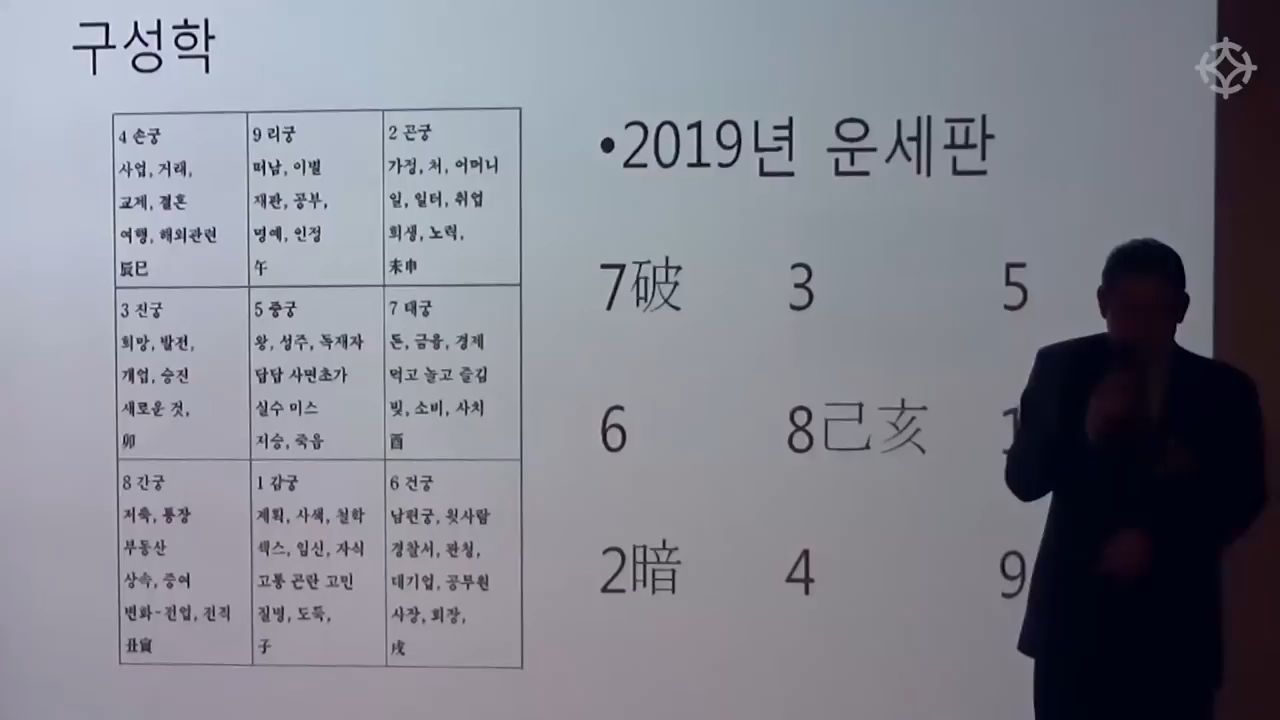 구성학
4 손궁
사업, 거래,
교제, 결혼
여행, 해외관련
辰巳
9 리궁
떠남, 이별
재판, 공부,
명예, 인정
午
2 곤궁
가정, 처, 어머니
일, 일터, 취업
희생, 노력,
未申
3 진궁
희망, 발전,
개업, 승진
새로운 것,
卯
5 중궁
왕, 성주, 독재자
답답 사면초가
실수 미스
저승, 죽음
7 태궁
돈, 금융, 경제
먹고 놀고 즐김
빚, 소비, 사치
酉
8 간궁
저축, 통장
부동산
상속, 증여
변화-전업, 전직
丑寅
1 감궁
계획, 사색, 철학
섹스, 임신, 자식
고통 곤란 고민
질병, 도둑,
子
6 건궁
남편궁, 윗사람
경찰서, 관청,
대기업, 공무원
사장, 회장,
戌
•2019년 운세판
7破 3 5
6 8己亥 1
2暗 4 9